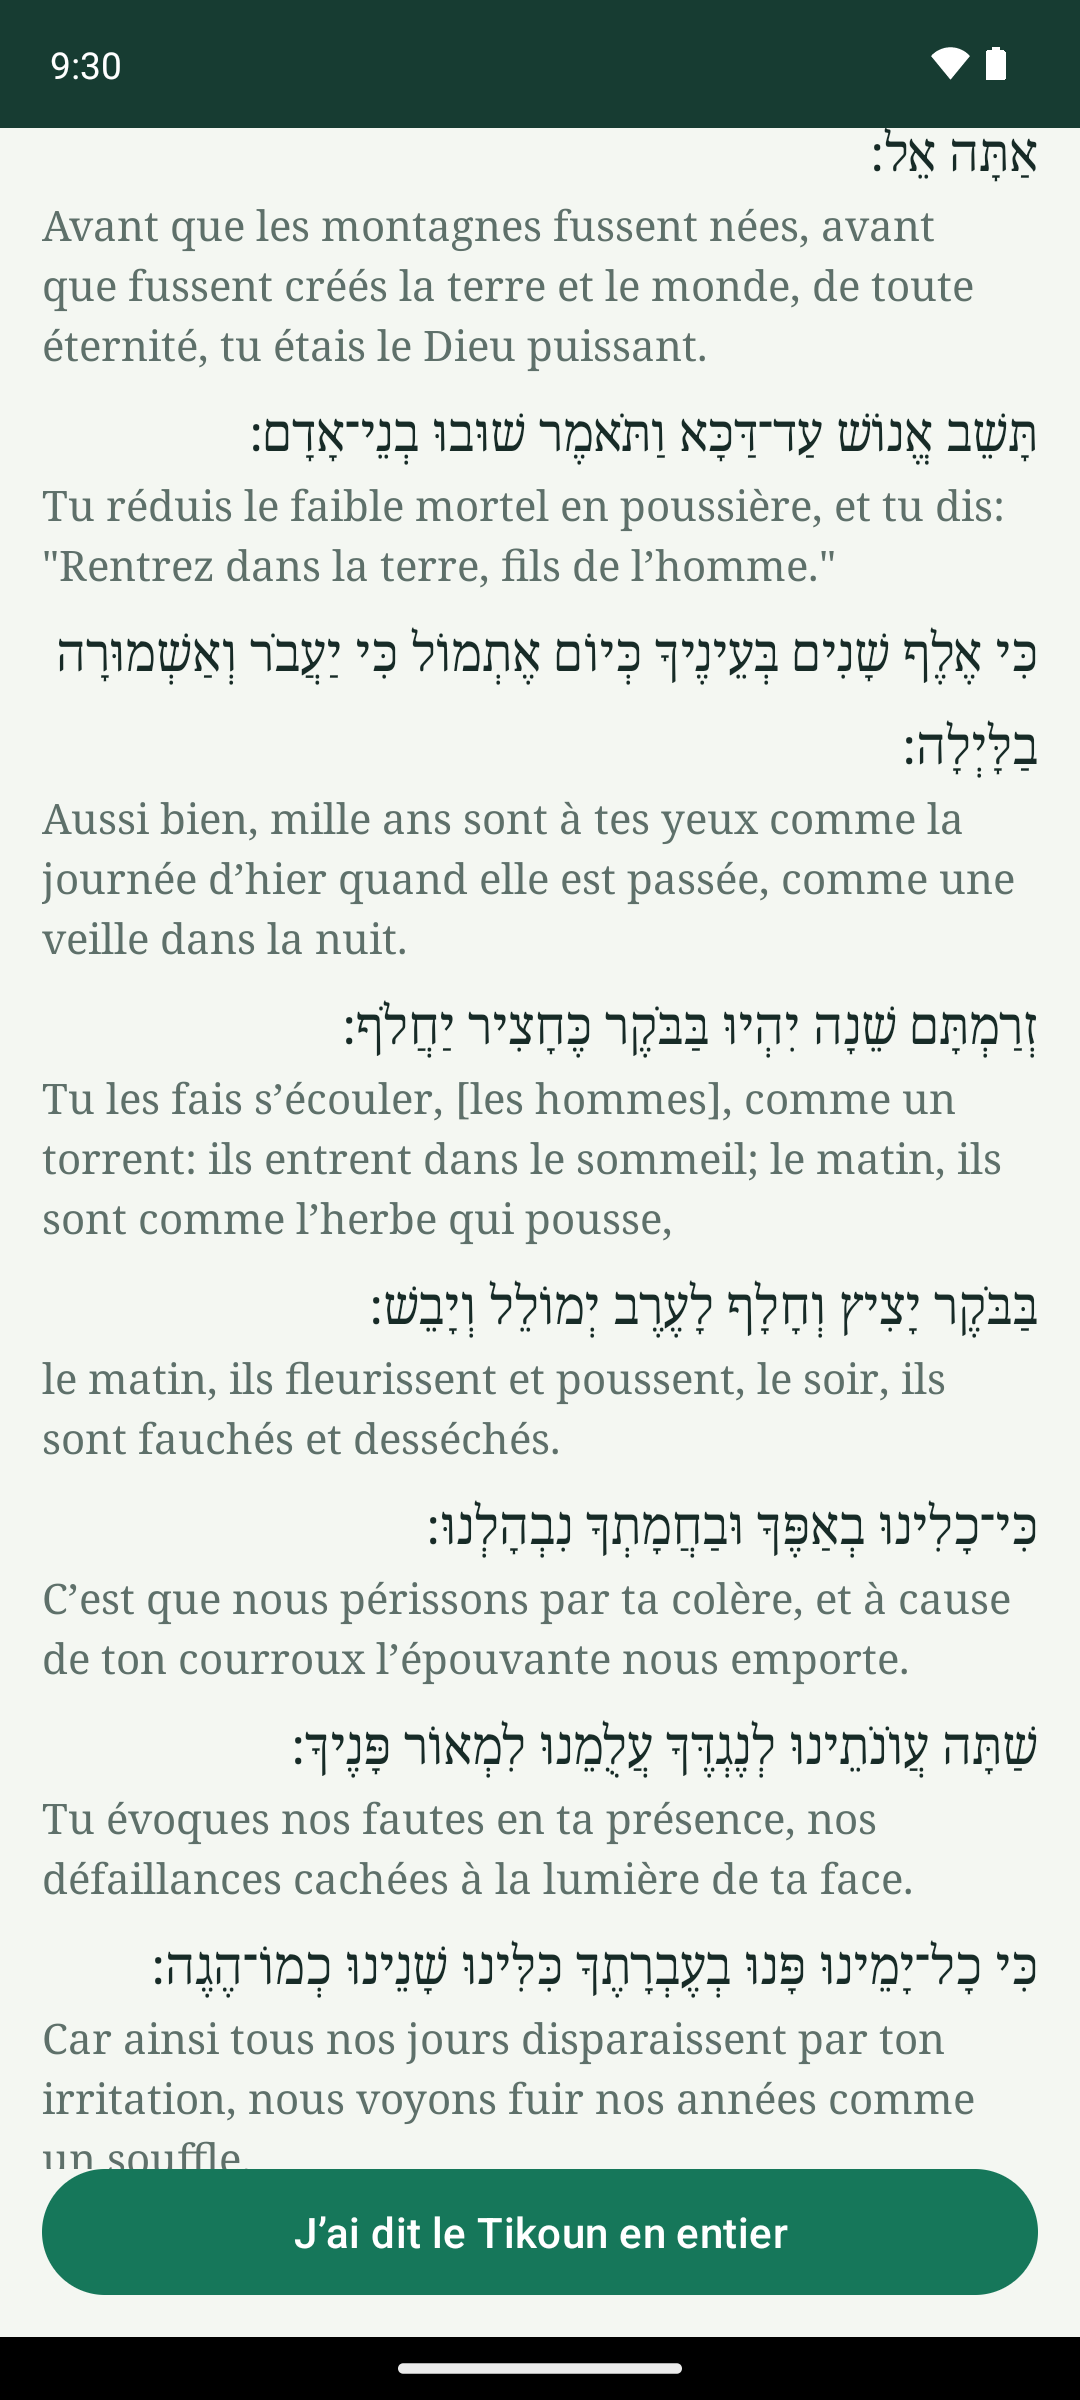 9:30
אַתָּה אֵל:
Avant que les montagnes fussent nées, avant
que fussent créés la terre et le monde, de toute
éternité, tu étais le Dieu puissant.
תָּשֵׁב אֱנוֹשׁ עַד־דַּכָּא וַתֹּאמֶר שׁוּבוּ בְנֵי־אָדָם:
Tu réduis le faible mortel en poussière, et tu dis:
"Rentrez dans la terre, fils de l’homme."
כִּי אֶלֶף שָׁנִים בְּעֵינֶיךָ כְּיוֹם אֶתְמוֹל כִּי יַעֲבֹר וְאַשְׁמוּרָה
בַלָּיְלָה:
Aussi bien, mille ans sont à tes yeux comme la
journée d’hier quand elle est passée, comme une
veille dans la nuit.
זְרַמְתָּם שֵׁנָה יִהְיוּ בַּבֹּקֶר כֶּחָצִיר יַחֲלֹף:
Tu les fais s’écouler, [les hommes], comme un
torrent: ils entrent dans le sommeil; le matin, ils
sont comme l’herbe qui pousse,
בַּבֹּקֶר יָצִיץ וְחָלָף לָעֶרֶב יְמוֹלֵל וְיָבֵשׁ:
le matin, ils fleurissent et poussent, le soir, ils
sont fauchés et desséchés.
כִּי־כָלִינוּ בְאַפֶּךָ וּבַחֲמָתְךָ נִבְהָלְנוּ:
C’est que nous périssons par ta colère, et à cause
de ton courroux l’épouvante nous emporte.
שַׁתָּה עֲוֺנֹתֵינוּ לְנֶגְדֶּךָ עֲלֻמֵנוּ לִמְאוֹר פָּנֶיךָ:
Tu évoques nos fautes en ta présence, nos
défaillances cachées à la lumière de ta face.
כִּי כָל־יָמֵינוּ פָּנוּ בְעֶבְרָתֶךָ כִּלִּינוּ שָׁנֵינוּ כְמוֹ־הֶגֶה:
Car ainsi tous nos jours disparaissent par ton
irritation, nous voyons fuir nos années comme
un souffle.
J’ai dit le Tikoun en entier